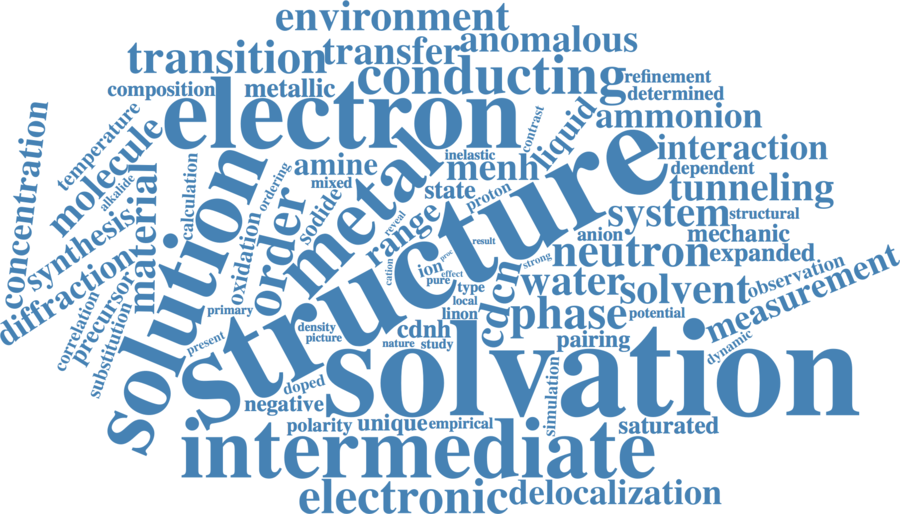 environment
transition
transfer
anomalous
composition
metallic
conducting
refinement
determined
electron
contrast
liquid
ammonion
concentration
temperature
molecule
alkalide
synthesis
material
calculation
ordering
amine
mixed
inelastic
menh
state
proton
interaction
dependent
tunneling
diffraction
solution
oxidation
order
sodide
metal
reveal
range
structure
result
system
structural
anion
mechanic
correlation
precursor
substitution
primary
cation
ion
proc
effect
pure
type
local
linon
strong
cdcn
neutron
expanded
water
solvent
observation
measurement
present
density
picture
cdnh
nature
study
phase
potential
pairing
dynamic
doped
negative
solvation
simulation
polarity
unique
empirical
saturated
intermediate
electronic
delocalization